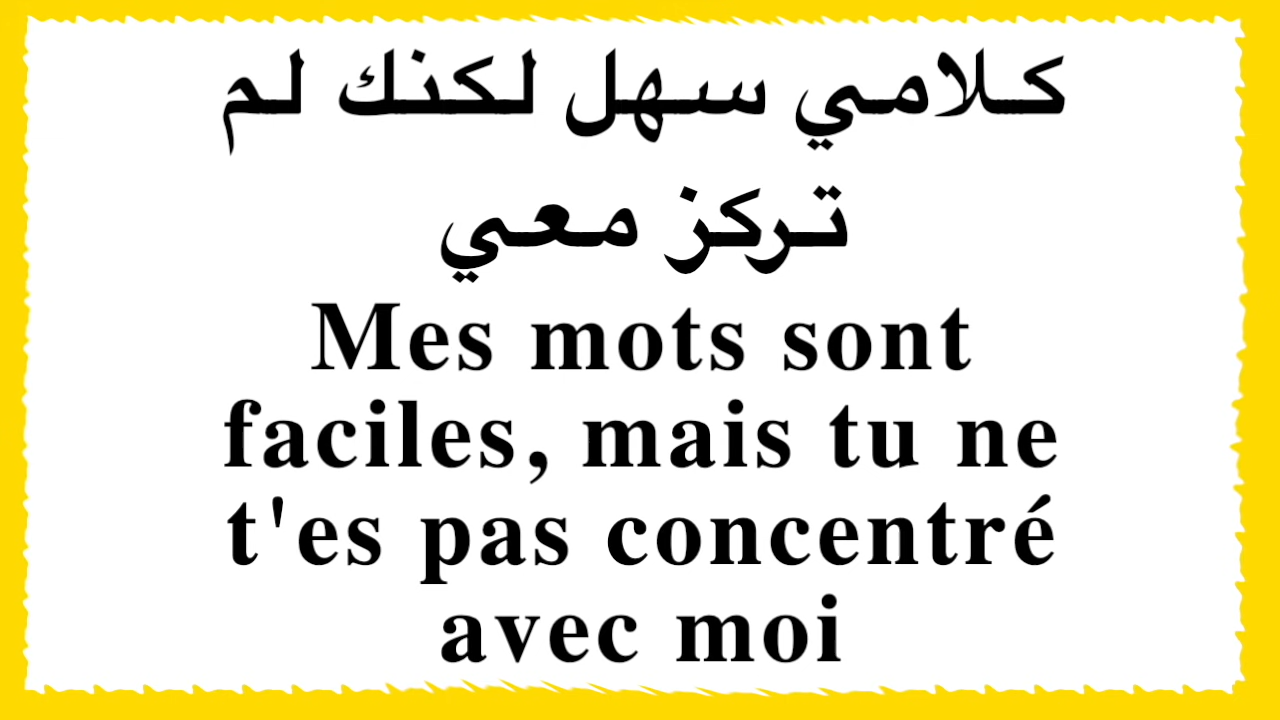 كلامي سهل لكنك لم
تركز معي
Mes mots sont
faciles, mais tu ne
t'es pas concentré
avec moi